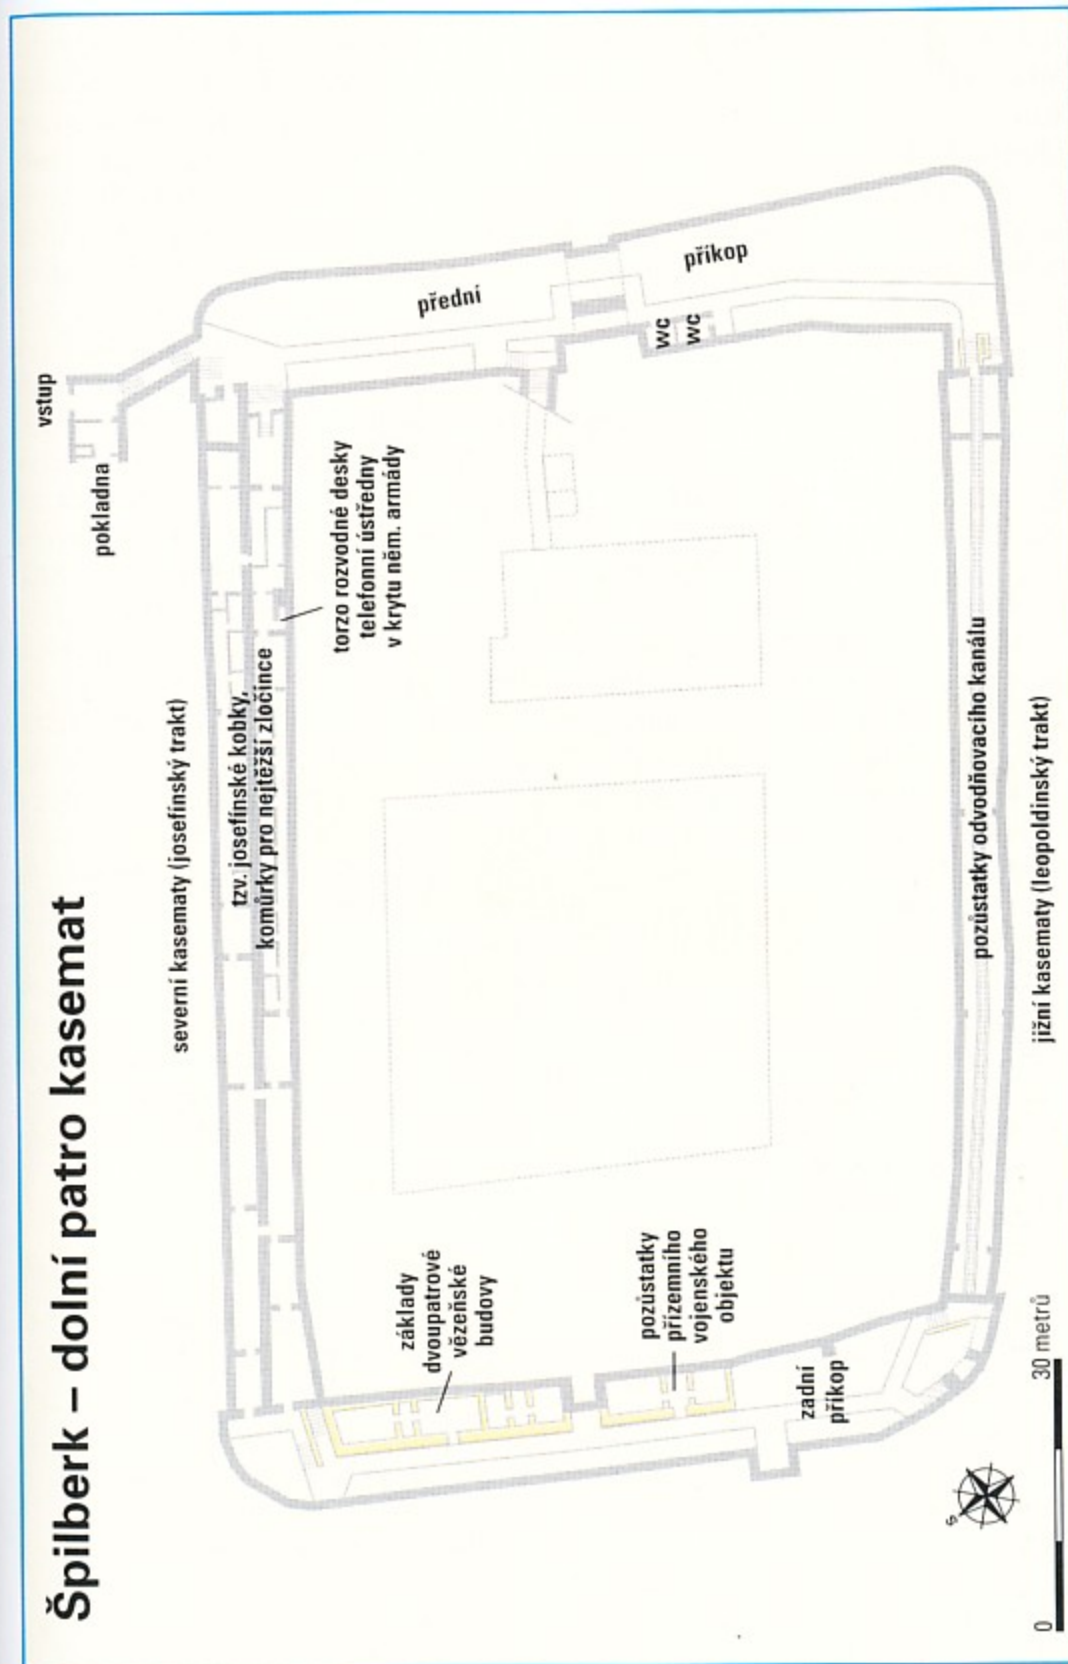 Špilberk – dolní patro kasemat
vstup
pokladna
severní kasematy (josefínský trakt)
tzv. josefínské kobky,
komůrky pro nejtěžší zločince
torzo rozvodné desky
telefonní ústředny
v krytu něm. armády
přední
příkop
WC
WC
základy
dvoupatrové
vězeňské
budovy
pozůstatky
přízemního
vojenského
objektu
zadní
příkop
pozůstatky odvodňovacího kanálu
jižní kasematy (leopoldinský trakt)
S
0
30 metrů